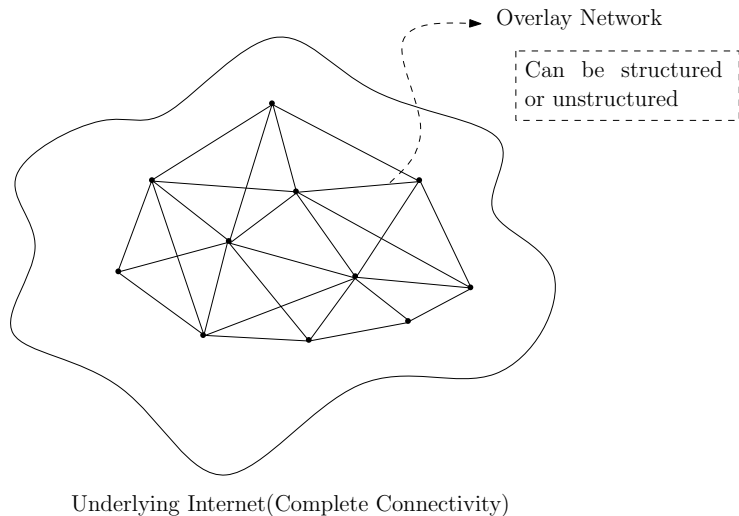 Overlay Network
Can be structured
or unstructured
Underlying Internet(Complete Connectivity)